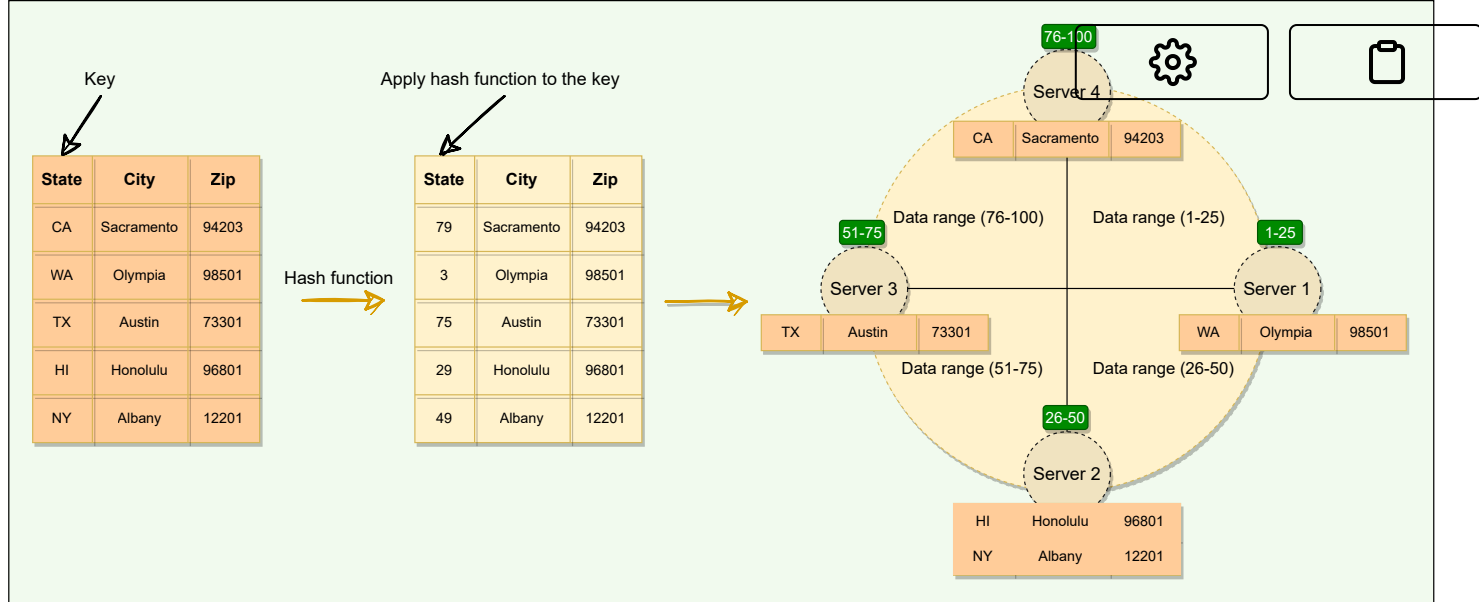 Key
Apply hash function to the key
State City Zip
CA Sacramento 94203
WA Olympia 98501
TX Austin 73301
HI Honolulu 96801
NY Albany 12201
Hash function
State City Zip
79 Sacramento 94203
3 Olympia 98501
75 Austin 73301
29 Honolulu 96801
49 Albany 12201
76-100
Server 4
CA Sacramento 94203
Data range (76-100)
Data range (1-25)
51-75
Server 3
TX Austin 73301
1-25
Server 1
WA Olympia 98501
Data range (51-75)
Data range (26-50)
26-50
Server 2
HI Honolulu 96801
NY Albany 12201